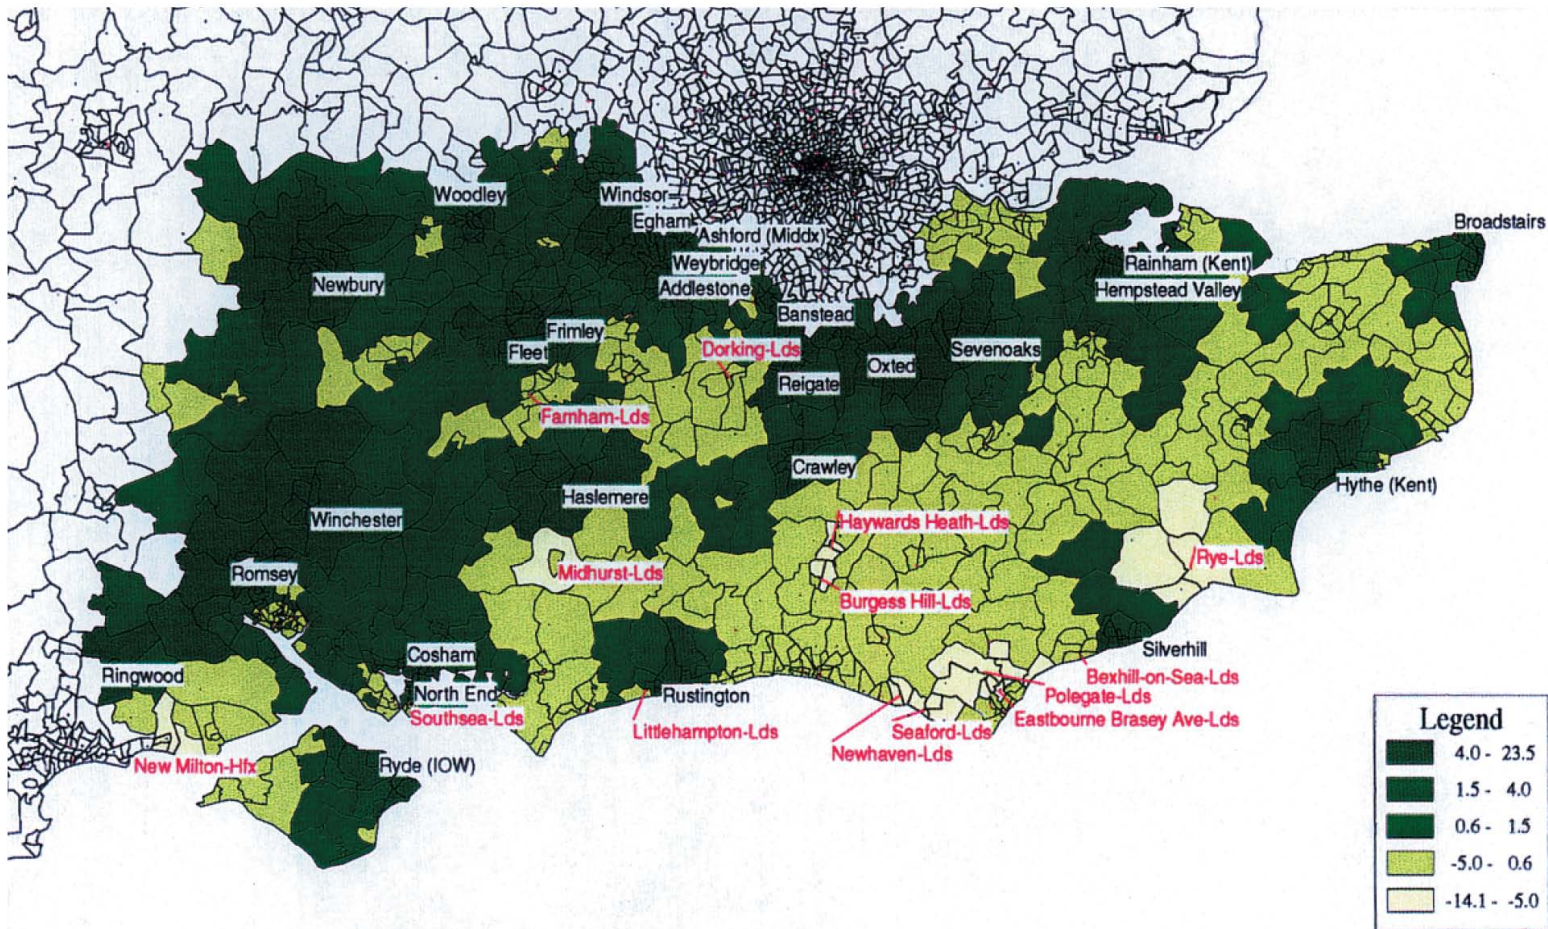 Woodley
Windsor
Egham
Ashford (Middx)
Broadstairs
Weybridge
Rainham (Kent)
Newbury
Addlestone
Hempstead Valley
Banstead
Frimley
Fleet
Dorking-Lds
Sevenoaks
Oxted
Reigate
Farnham-Lds
Crawley
Haslemere
Hythe (Kent)
Winchester
Haywards Heath-Lds
Rye-Lds
Romsey
Midhurst-Lds
Burgess Hill-Lds
Cosham
Silverhill
Ringwood
Bexhill-on-Sea-Lds
North End
Rustington
Polegate-Lds
Southsea-Lds
Eastbourne Brasey Ave-Lds
Littlehampton-Lds
Seaford-Lds
Newhaven-Lds
New Milton-Hfx
Ryde (IOW)
Legend
4.0 - 23.5
1.5 - 4.0
0.6 - 1.5
-5.0 - 0.6
-14.1 - -5.0